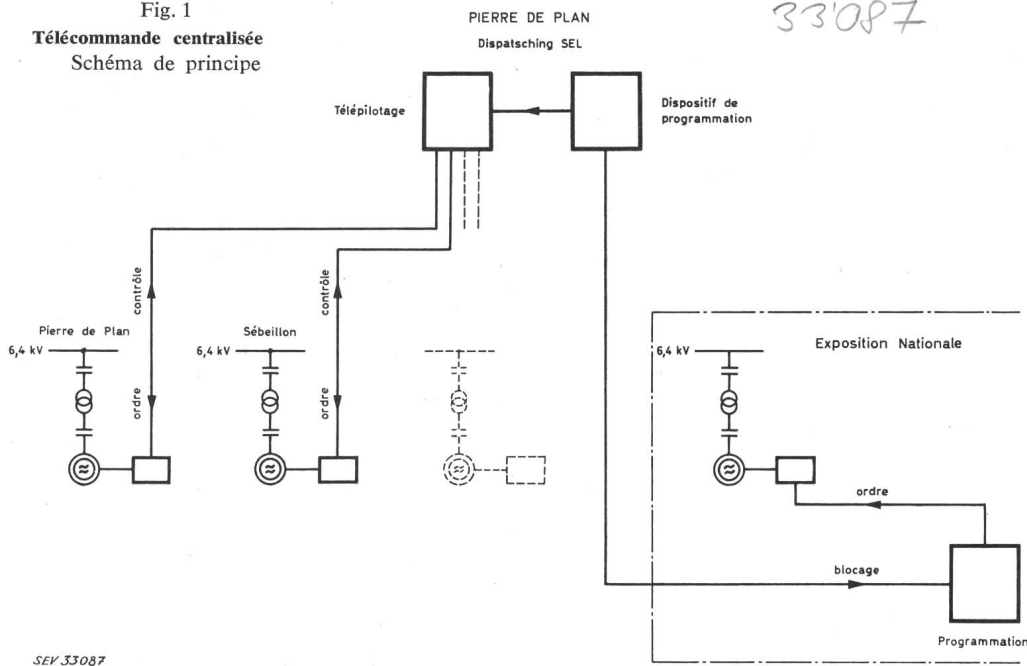 Fig. 1
Télécommande centralisée
Schéma de principe
PIERRE DE PLAN
Dispatsching SEL
33'087
Télépilotage
Dispositif de
programmation
contrôle
contrôle
Pierre de Plan
6,4 kV
Sébeillon
6,4 kV
6,4 kV
Exposition Nationale
ordre
ordre
ordre
blocage
Programmation
SEV 33087